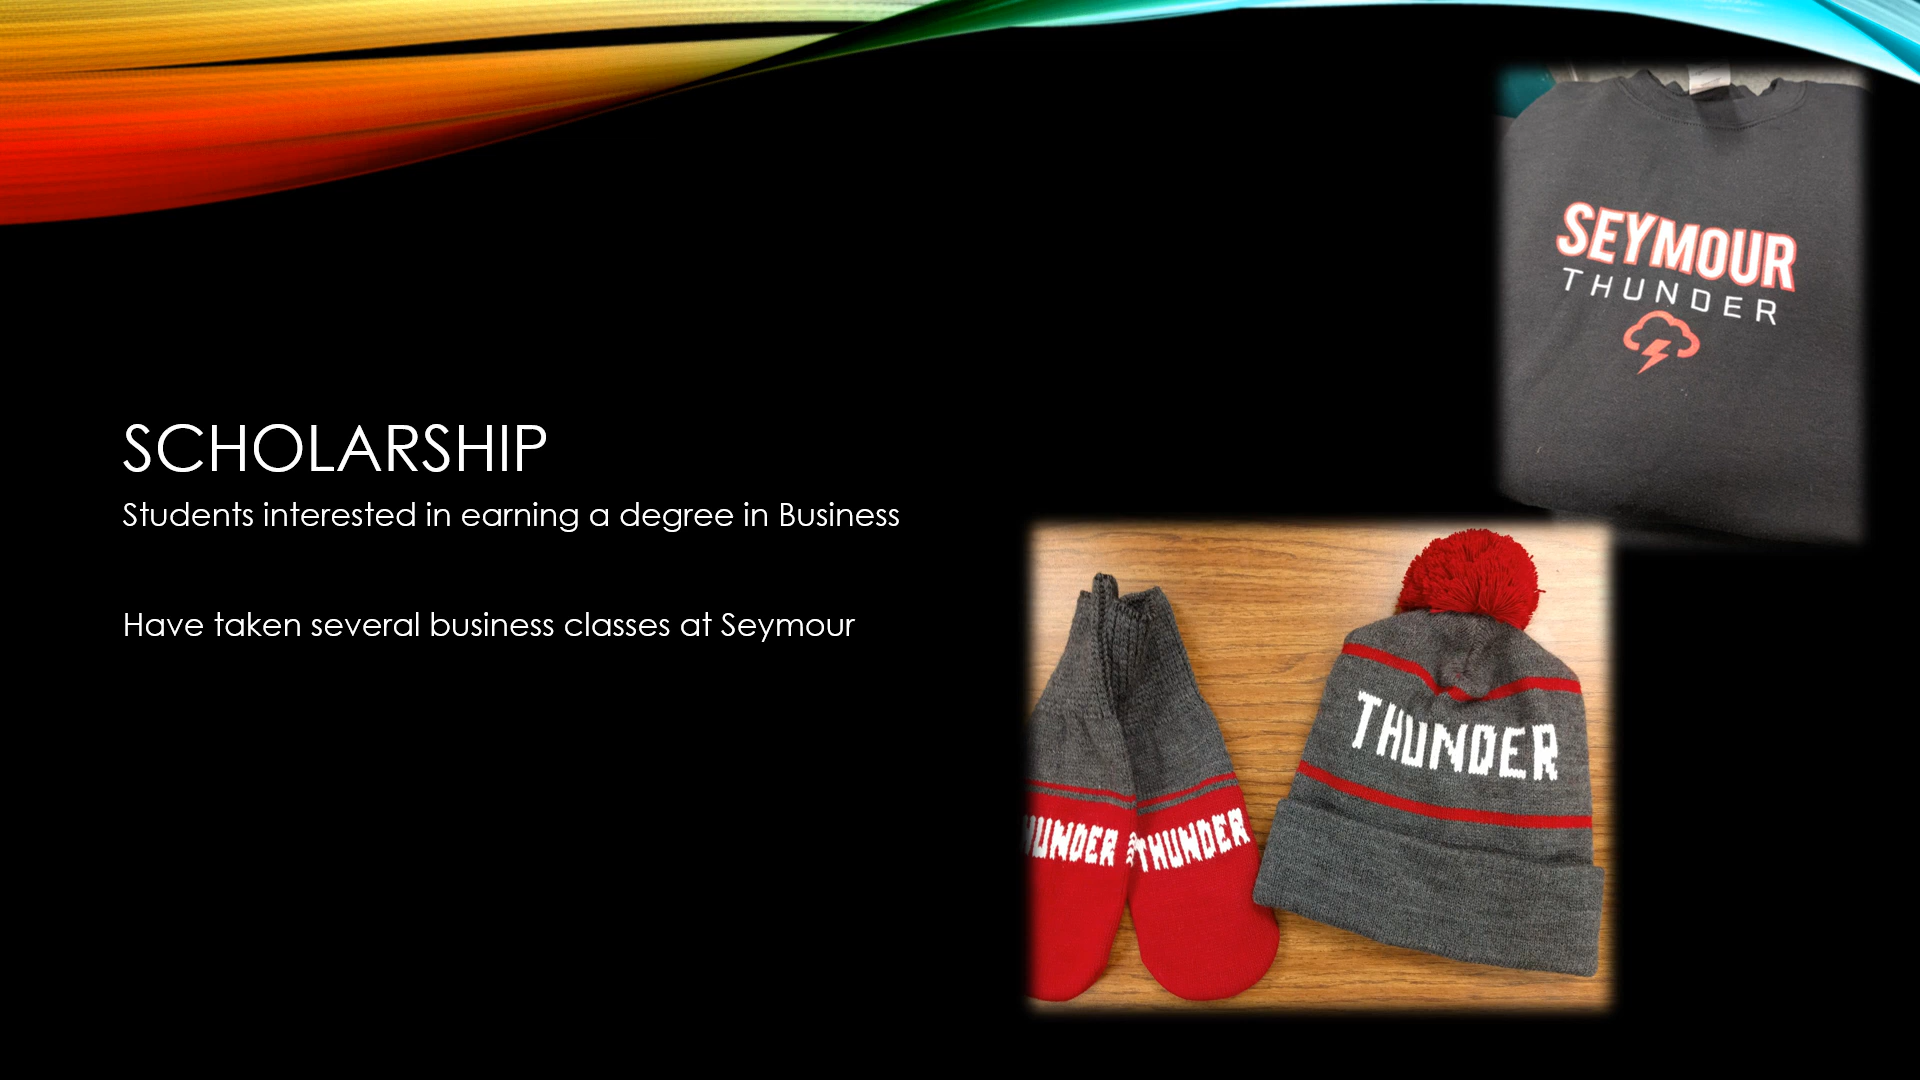 SCHOLARSHIP
Students interested in earning a degree in Business
Have taken several business classes at Seymour
SEYMOUR
THUNDER
THUNDER
HUNDER
THUNDER